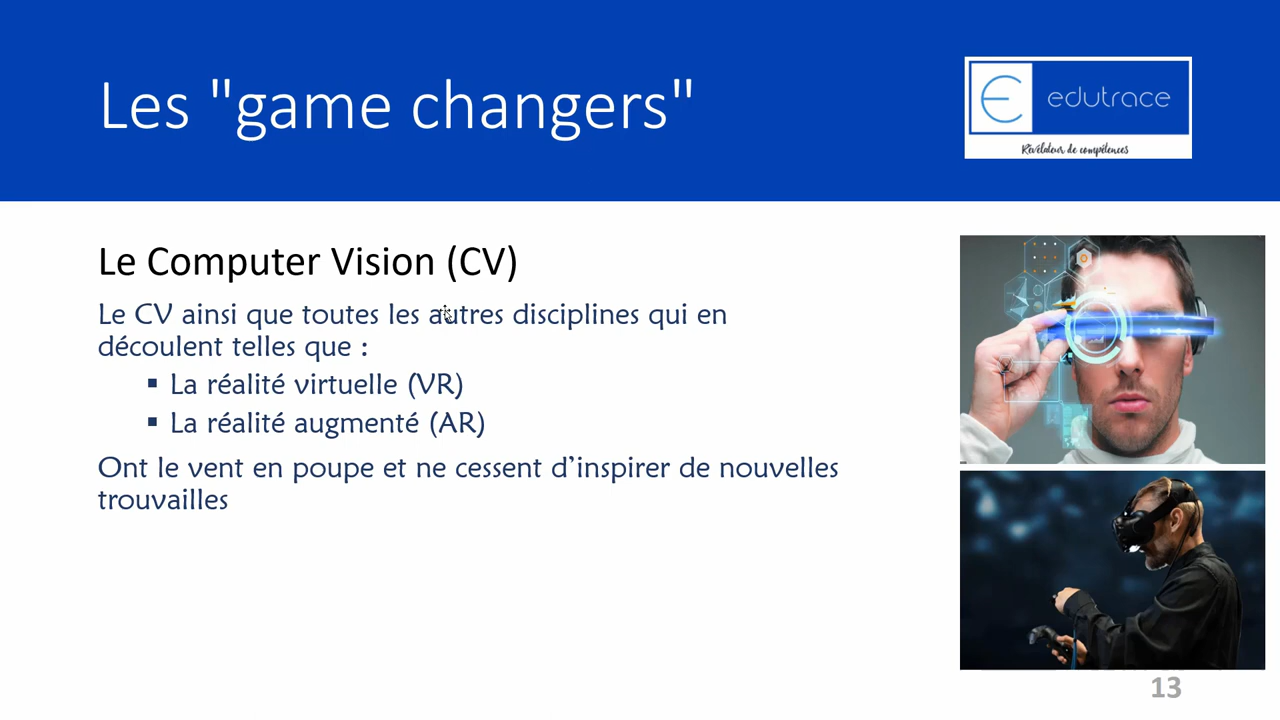 Les "game changers"
edutrace
Révélateur de compétences
Le Computer Vision (CV)
Le CV ainsi que toutes les autres disciplines qui en
découlent telles que :
▪ La réalité virtuelle (VR)
▪ La réalité augmenté (AR)
Ont le vent en poupe et ne cessent d’inspirer de nouvelles
trouvailles
13